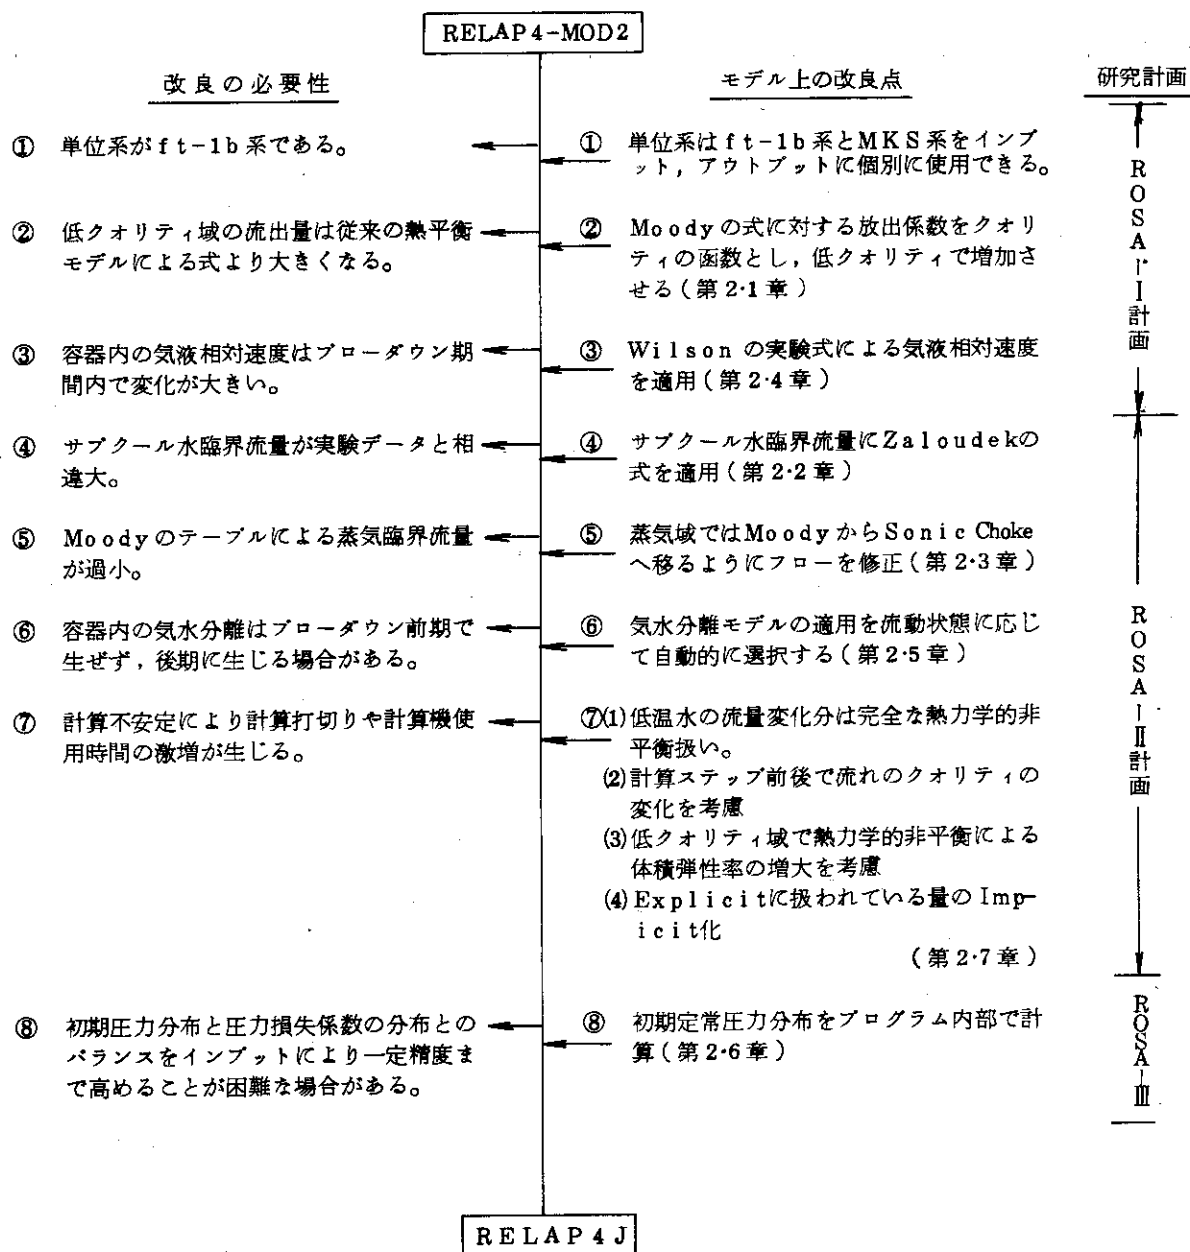 RELAP4-MOD2
改良の必要性
モデル上の改良点
研究計画
① 単位系がft-1b系である。
① 単位系はft-1b系とMKS系をインプ
ット，アウトプットに個別に使用できる。
② 低クオリティ域の流出量は従来の熱平衡
モデルによる式より大きくなる。
② Moodyの式に対する放出係数をクオリ
ティの函数とし，低クオリティで増加さ
せる（第2・1章）
③ 容器内の気液相対速度はブローダウン期
間内で変化が大きい。
③ Wilsonの実験式による気液相対速度
を適用（第2・4章）
ROSA-Ⅰ計画
④ サブクール水臨界流量が実験データと相
違大。
④ サブクール水臨界流量にZaloudekの
式を適用（第2・2章）
⑤ Moodyのテーブルによる蒸気臨界流量
が過小。
⑤ 蒸気域ではMoodyからSonic Choke
へ移るようにフローを修正（第2・3章）
⑥ 容器内の気水分離はブローダウン前期で
生ぜず，後期に生じる場合がある。
⑥ 気水分離モデルの適用を流動状態に応じ
て自動的に選択する（第2・5章）
⑦ 計算不安定により計算打切りや計算機使
用時間の激増が生じる。
⑦(1) 低温水の流量変化分は完全な熱力学的非
平衡扱い。
(2) 計算ステップ前後で流れのクオリティの
変化を考慮
(3) 低クオリティ域で熱力学的非平衡による
体積弾性率の増大を考慮
(4) Explicitに扱われている量のImp-
icit化
（第2・7章）
ROSA-Ⅱ計画
⑧ 初期圧力分布と圧力損失係数の分布との
バランスをインプットにより一定精度ま
で高めることが困難な場合がある。
⑧ 初期定常圧力分布をプログラム内部で計
算（第2・6章）
ROSA-Ⅲ
RELAP4J